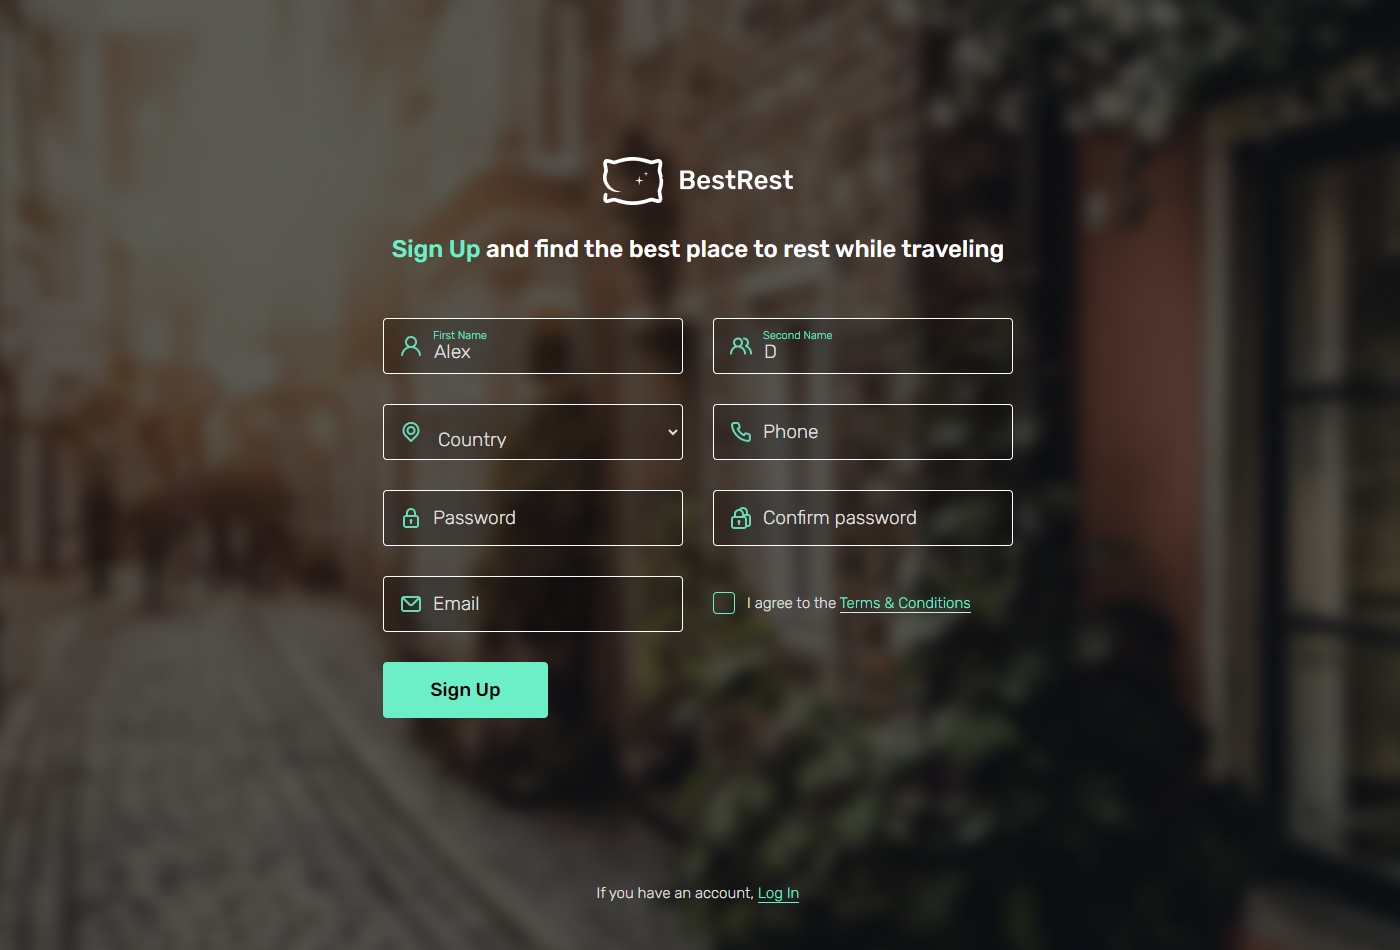 BestRest
Sign Up and find the best place to rest while traveling
First Name
Alex
Second Name
D
Country
Phone
Password
Confirm password
Email
I agree to the Terms & Conditions
Sign Up
If you have an account, Log In